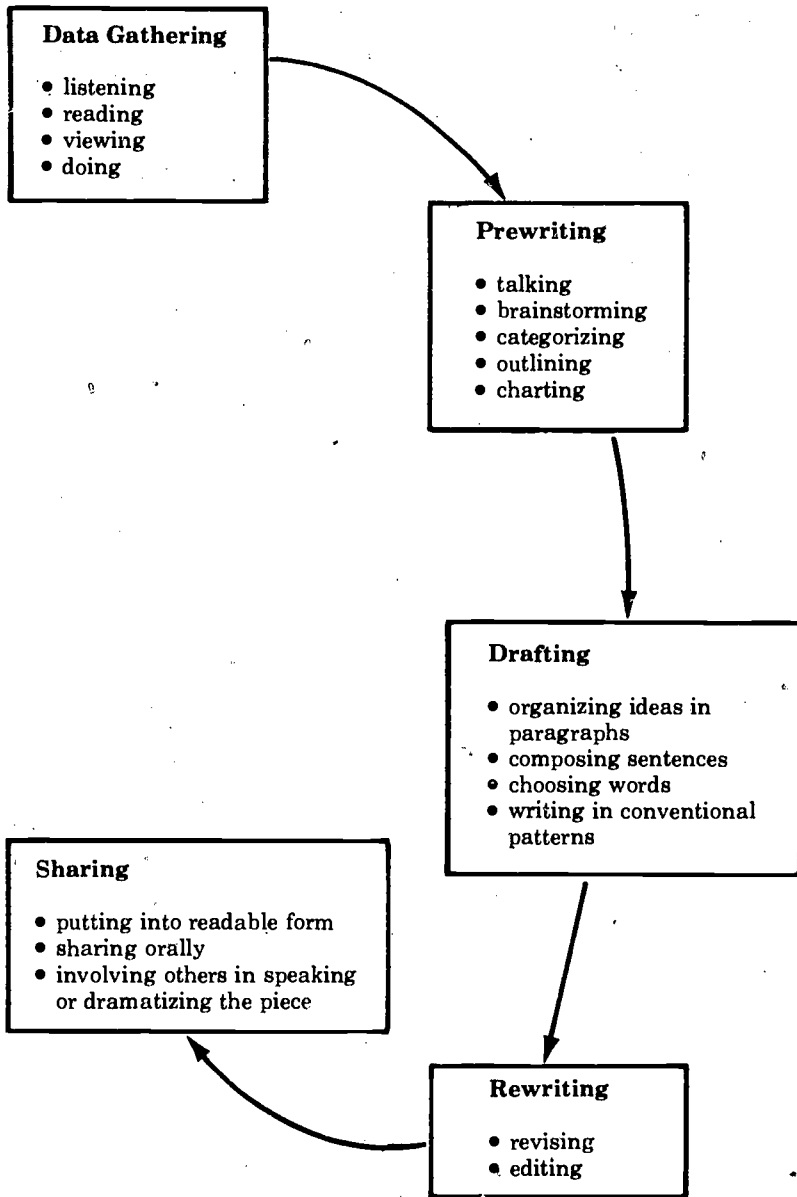 Data Gathering
• listening
• reading
• viewing
• doing
Prewriting
• talking
• brainstorming
• categorizing
• outlining
• charting
Drafting
• organizing ideas in
paragraphs
• composing sentences
• choosing words
• writing in conventional
patterns
Sharing
• putting into readable form
• sharing orally
• involving others in speaking
or dramatizing the piece
Rewriting
• revising
• editing